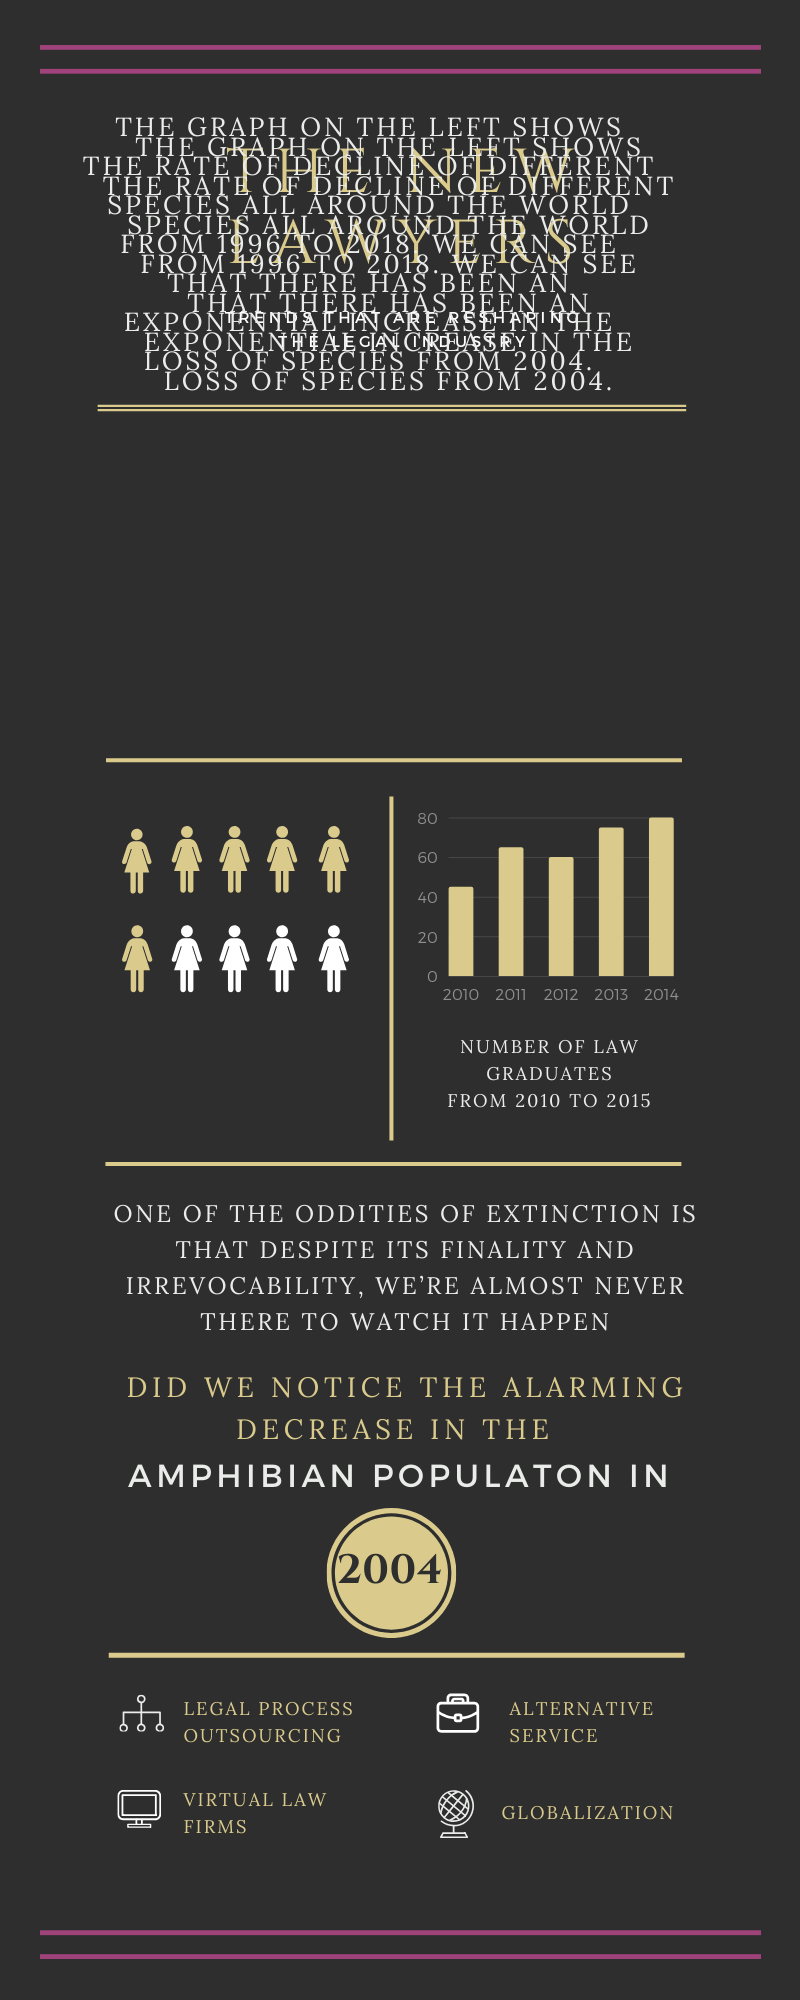 THE GRAPH ON THE LEFT SHOWS
THE RATE OF DECLINE OF DIFFERENT
SPECIES ALL AROUND THE WORLD
FROM 1996 TO 2018. WE CAN SEE
THAT THERE HAS BEEN AN
EXPONENTIAL INCREASE IN THE
LOSS OF SPECIES FROM 2004.
THE GRAPH ON THE LEFT SHOWS
THE RATE OF DECLINE OF DIFFERENT
SPECIES ALL AROUND THE WORLD
FROM 1996 TO 2018. WE CAN SEE
THAT THERE HAS BEEN AN
EXPONENTIAL INCREASE IN THE
LOSS OF SPECIES FROM 2004.
THE NEW
LAWYERS
TRENDS THAT ARE RESHAPING
THE LEGAL INDUSTRY
80
60
40
20
0
2010 2011 2012 2013 2014
NUMBER OF LAW
GRADUATES
FROM 2010 TO 2015
ONE OF THE ODDITIES OF EXTINCTION IS
THAT DESPITE ITS FINALITY AND
IRREVOCABILITY, WE’RE ALMOST NEVER
THERE TO WATCH IT HAPPEN
DID WE NOTICE THE ALARMING
DECREASE IN THE
AMPHIBIAN POPULATON IN
2004
LEGAL PROCESS
OUTSOURCING
ALTERNATIVE
SERVICE
VIRTUAL LAW
FIRMS
GLOBALIZATION